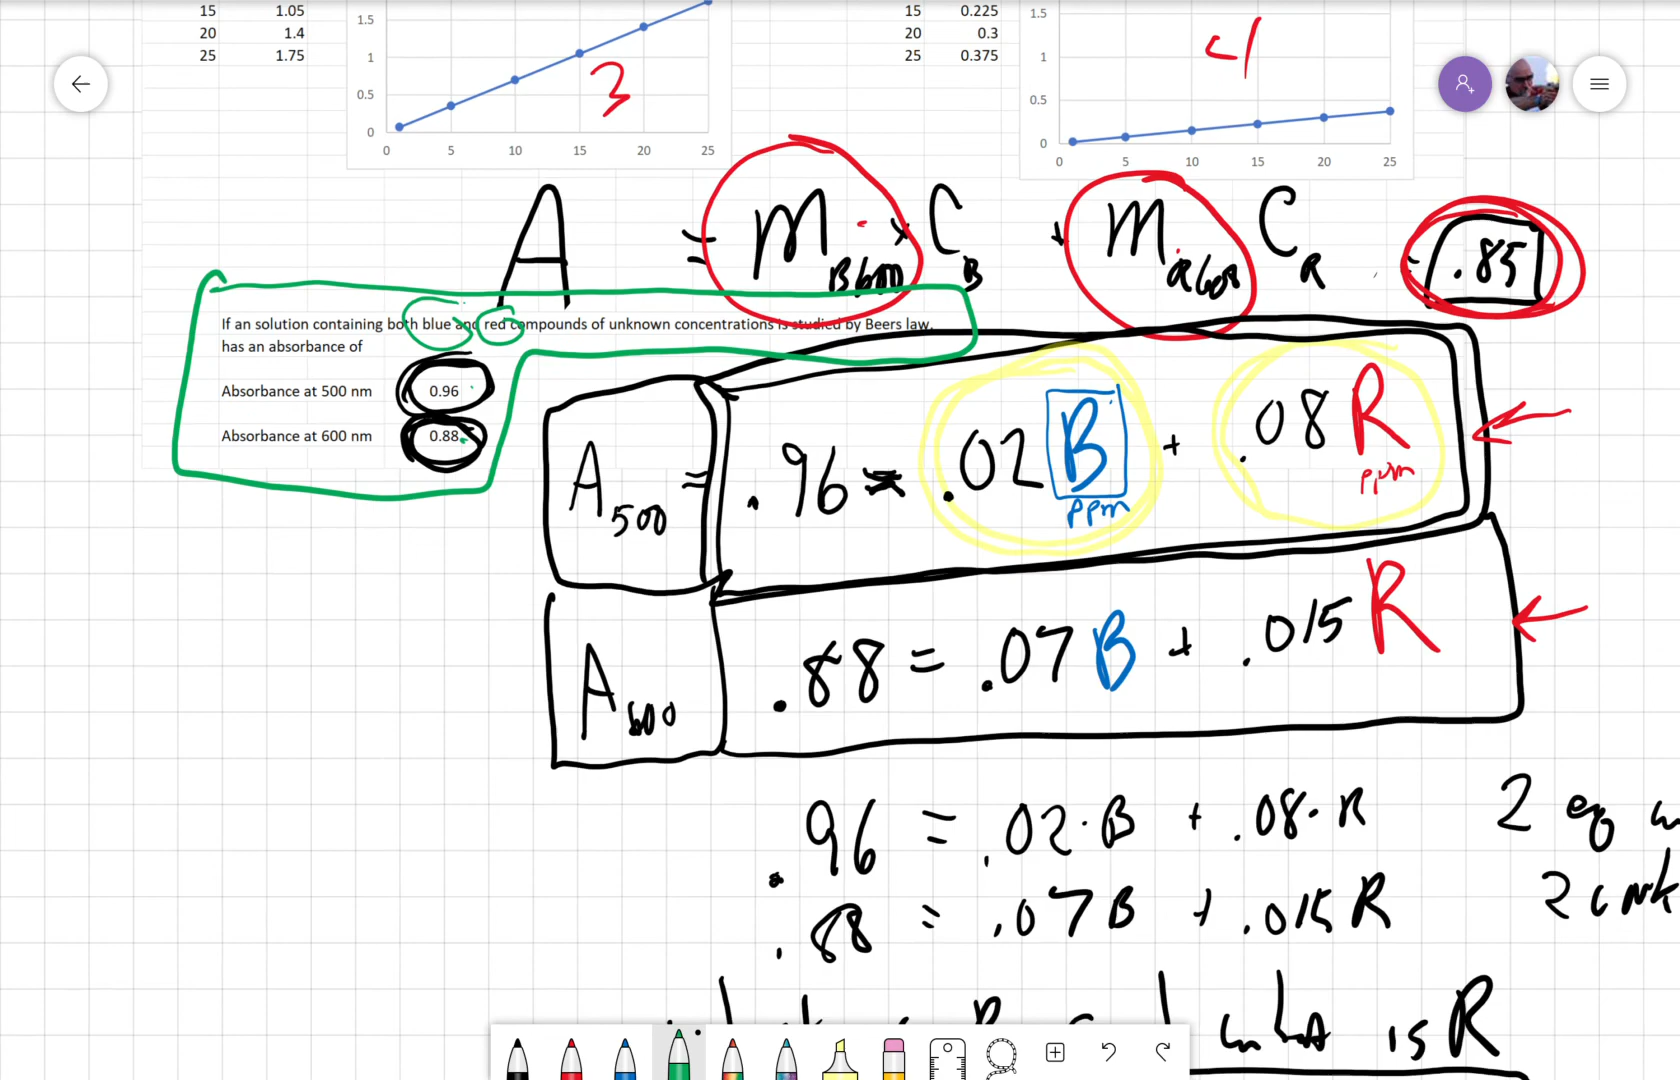 15 1.05
20 1.4
25 1.75
1.5
1
0.5
0
0 5 10 15 20 25
3
15 0.225
20 0.3
25 0.375
1.5
1
0.5
0
0 5 10 15 20 25
4
A = m B600 × C B + m R600 C R = .85
If an solution containing both blue and red compounds of unknown concentrations is studied by Beers law,
has an absorbance of
Absorbance at 500 nm 0.96
Absorbance at 600 nm 0.88
A500 = .96 = .02 B ppm + .08 R ppm
A600 .88 = .07 B + .015 R
.96 = .02 · B + .08 · R 2 eq
.88 = .07 B + .015 R 2
is R